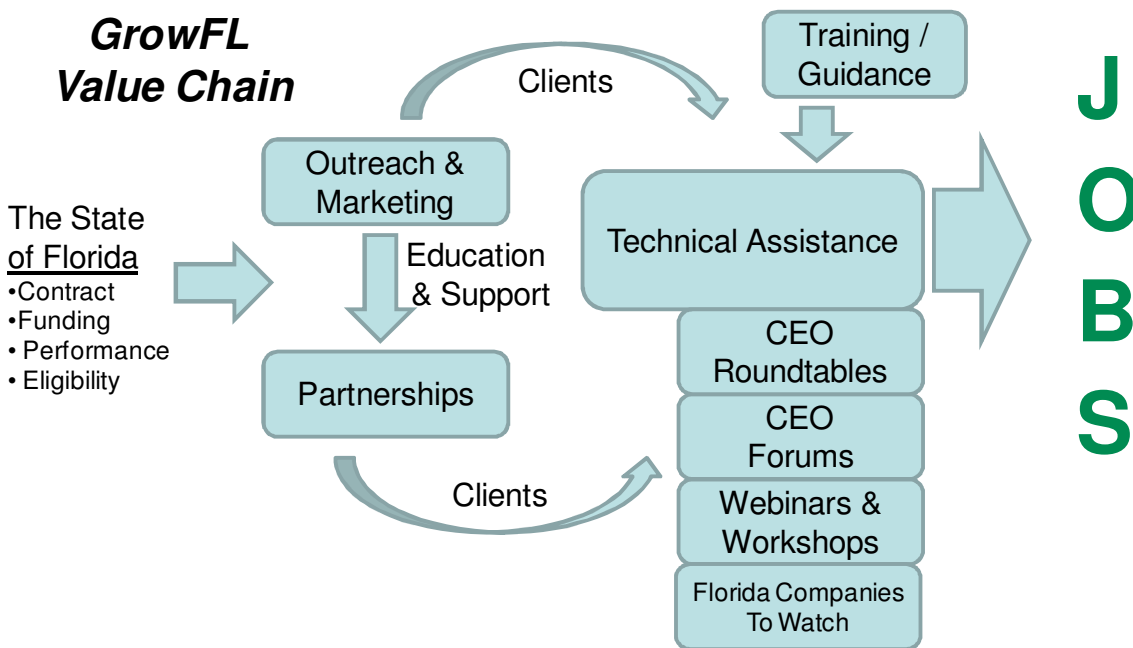 GrowFL
Value Chain
The State
of Florida
•Contract
•Funding
• Performance
• Eligibility
Outreach &
Marketing
Education
& Support
Partnerships
Clients
Clients
Training /
Guidance
Technical Assistance
CEO
Roundtables
CEO
Forums
Webinars &
Workshops
Florida Companies
To Watch
J
O
B
S